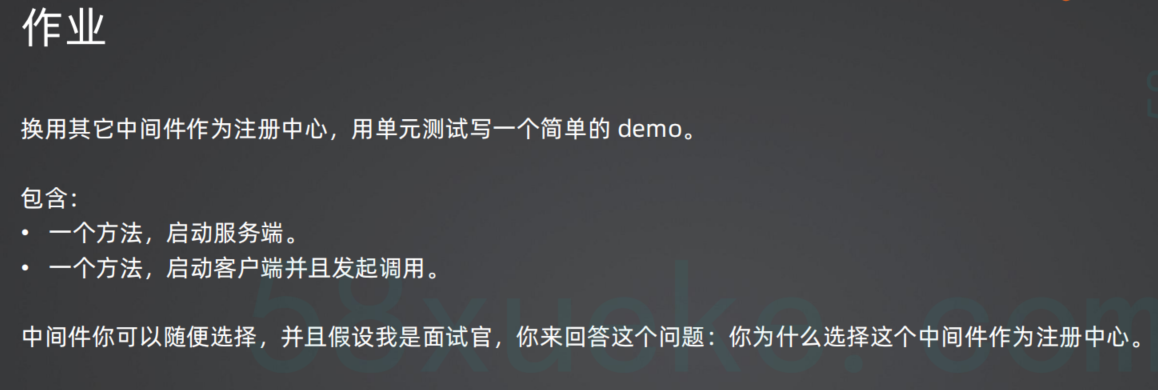 作业
换用其它中间件作为注册中心，用单元测试写一个简单的 demo。
包含：
• 一个方法，启动服务端。
• 一个方法，启动客户端并且发起调用。
中间件你可以随便选择，并且假设我是面试官，你来回答这个问题：你为什么选择这个中间件作为注册中心。